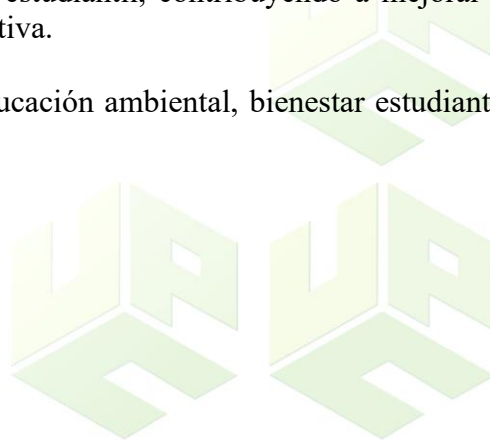 estudiantil, contribuyendo a mejorar
tiva.
ucación ambiental, bienestar estudiant